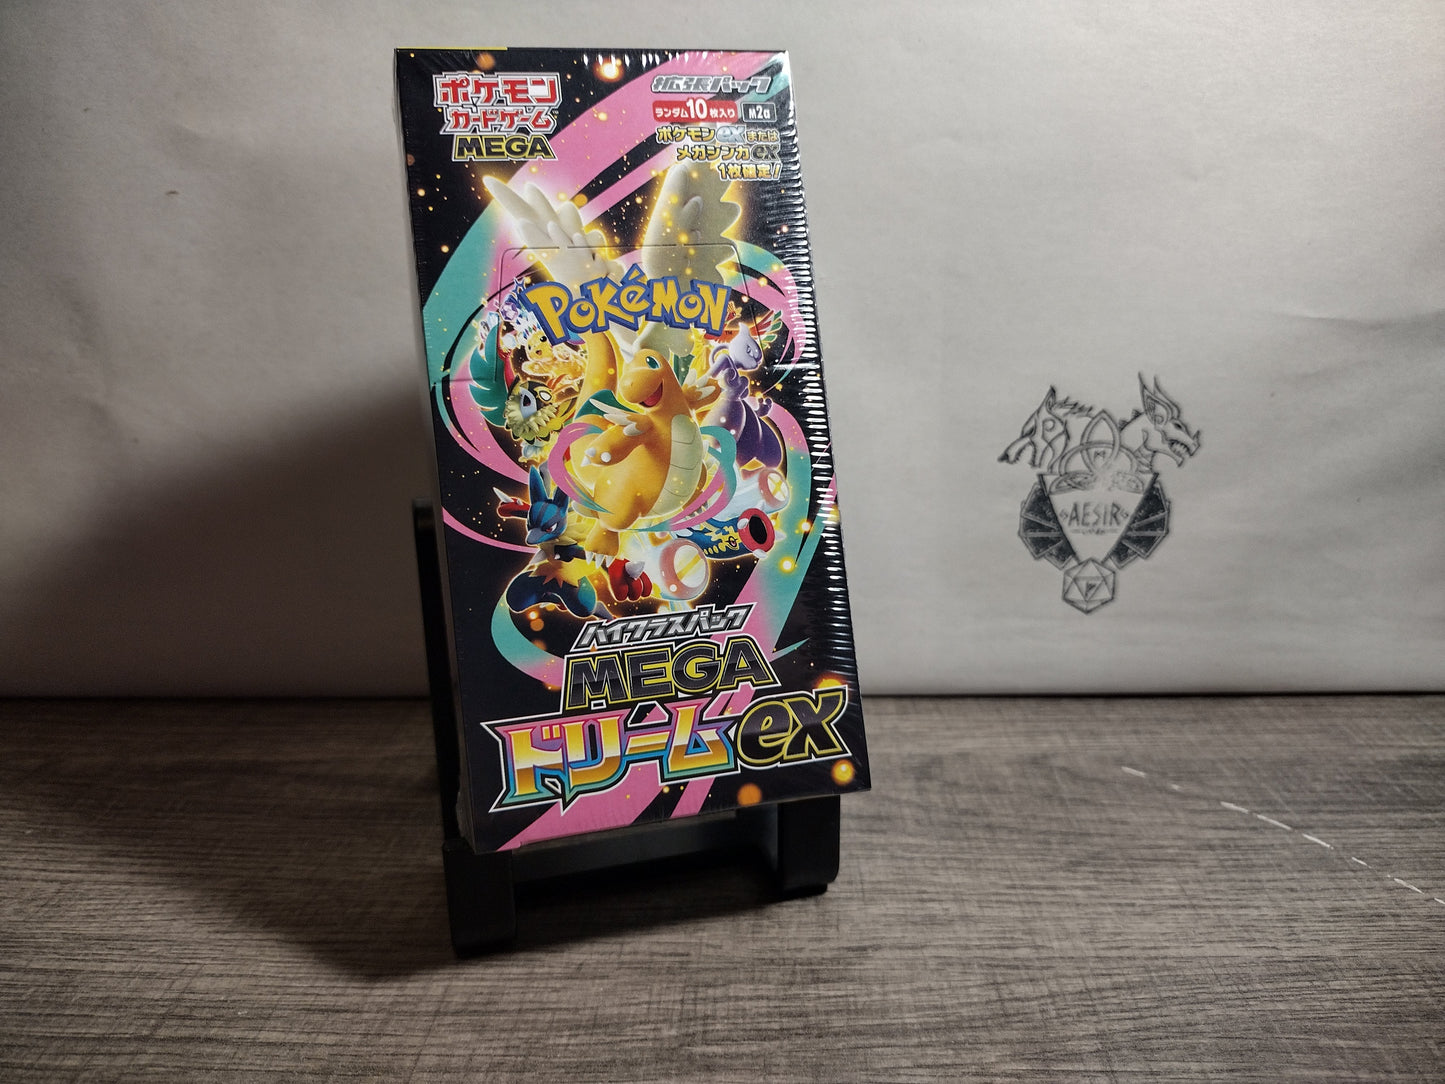 ポケモン
カードゲーム
MEGA
拡張パック
ランダム10枚入り M2a
ポケモンexまたは
メガシンカex
1枚確定!
POKéMON
ハイクラスパック
MEGA
ドリームex
AESIR